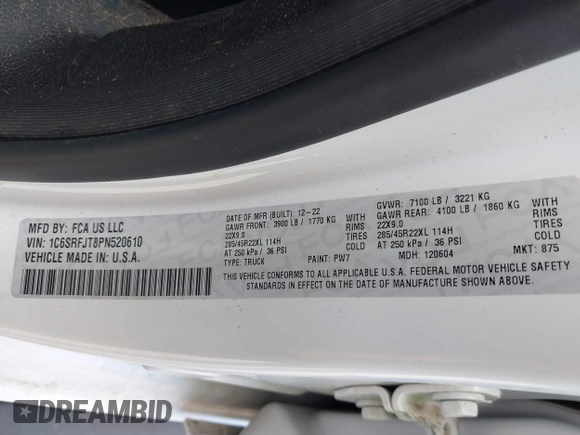 MFD BY: FCA US LLC
VIN: 1C6SRFJT8PN520610
VEHICLE MADE IN: U.S.A.
DATE OF MFR (BUILT): 12-22
GAWR FRONT: 3900 LB / 1770 KG
22X9.0 RIMS
285/45R22XL 114H TIRES
AT 250 kPa / 36 PSI COLD
TYPE: TRUCK PAINT: PW7
GVWR: 7100 LB / 3221 KG
GAWR REAR: 4100 LB / 1860 KG
22X9.0 RIMS
285/45R22XL 114H TIRES
AT 250 kPa / 36 PSI COLD
MDH: 120604 MKT: 875
THIS VEHICLE CONFORMS TO ALL APPLICABLE U.S.A. FEDERAL MOTOR VEHICLE SAFETY
STANDARDS IN EFFECT ON THE DATE OF MANUFACTURE SHOWN ABOVE.
DREAMBID